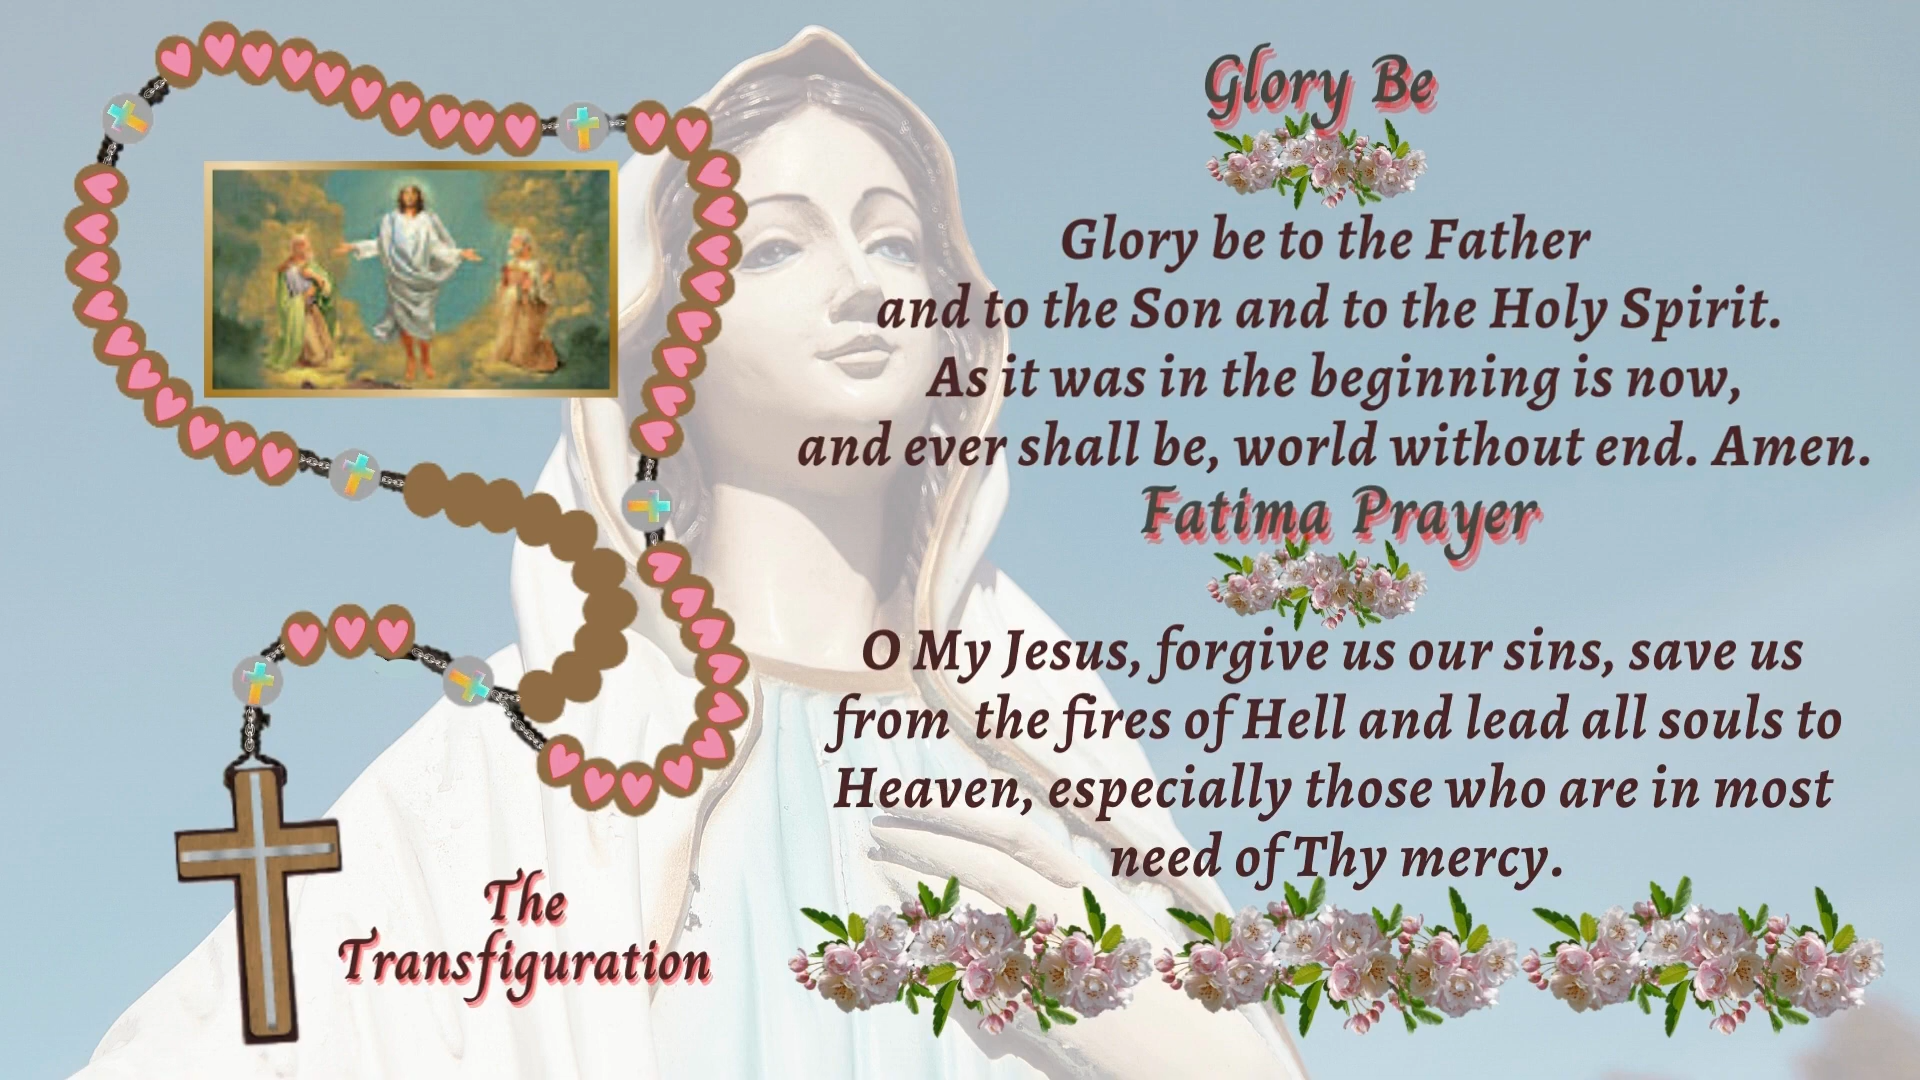 Glory Be
Glory be to the Father
and to the Son and to the Holy Spirit.
As it was in the beginning is now,
and ever shall be, world without end. Amen.
Fatima Prayer
O My Jesus, forgive us our sins, save us
from the fires of Hell and lead all souls to
Heaven, especially those who are in most
need of Thy mercy.
The
Transfiguration